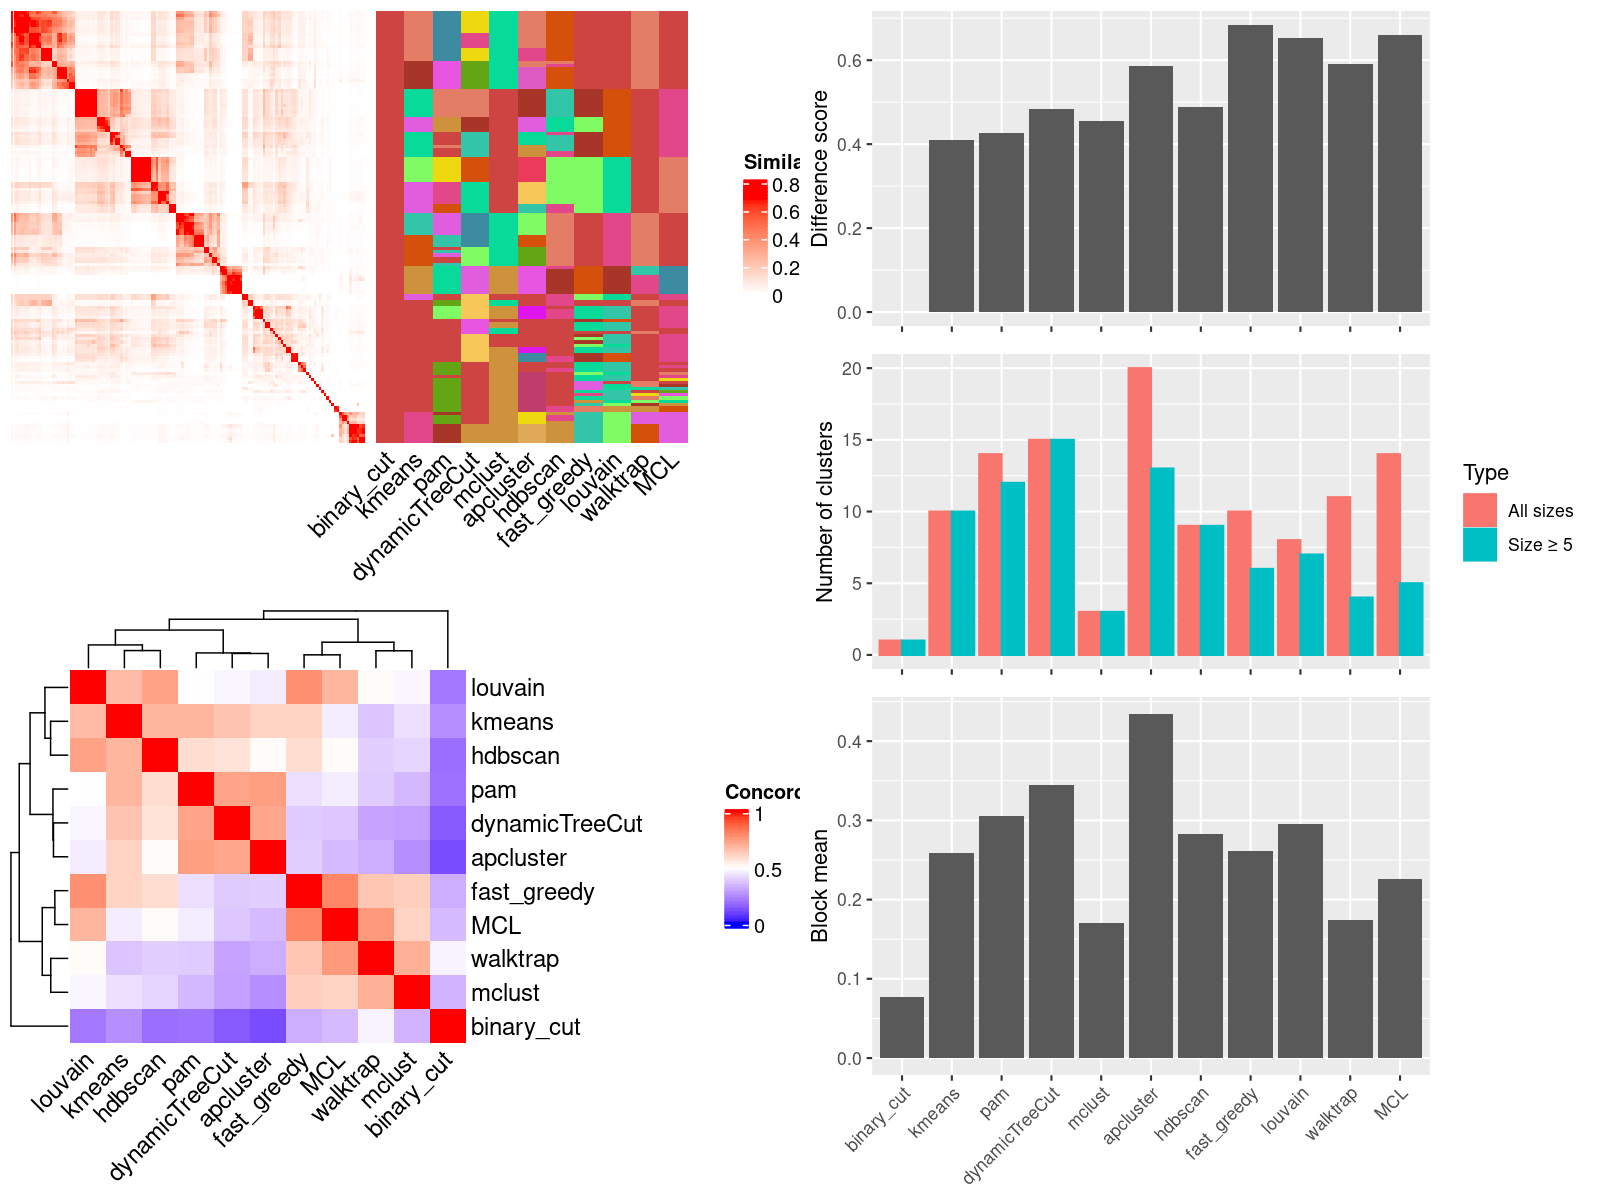 Simila
0.8
0.6
0.4
0.2
0
binary_cut
kmeans
pam
dynamicTreeCut
mclust
apcluster
hdbscan
fast_greedy
louvain
walktrap
MCL
Difference score
0.6
0.4
0.2
0.0
Number of clusters
20
15
10
5
0
Type
All sizes
Size ≥ 5
louvain
kmeans
hdbscan
pam
dynamicTreeCut
apcluster
fast_greedy
MCL
walktrap
mclust
binary_cut
louvain
kmeans
hdbscan
pam
dynamicTreeCut
apcluster
fast_greedy
MCL
walktrap
mclust
binary_cut
Concord
1
0.5
0
Block mean
0.4
0.3
0.2
0.1
0.0
binary_cut
kmeans
pam
dynamicTreeCut
mclust
apcluster
hdbscan
fast_greedy
louvain
walktrap
MCL